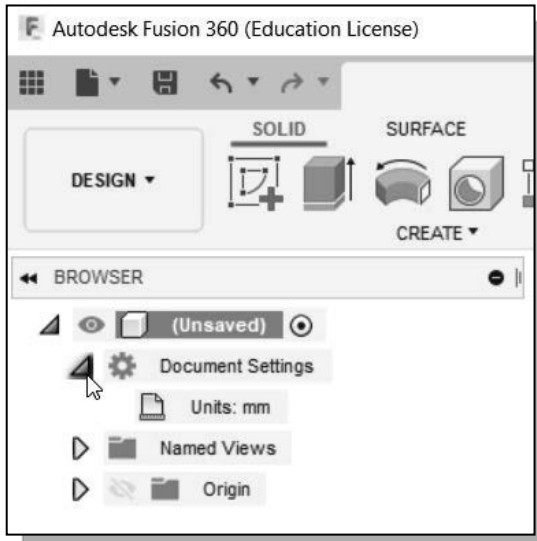 Autodesk Fusion 360 (Education License)
SOLID SURFACE
DESIGN
CREATE
BROWSER
(Unsaved)
Document Settings
Units: mm
Named Views
Origin